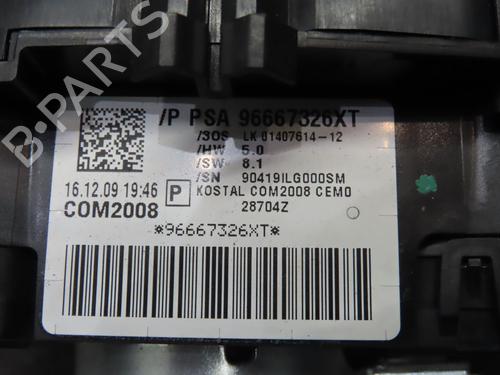 /P PSA 96667326XT
/3OS LK 01407614-12
/HW 5.0
/SW 8.1
/SN 90419ILG000SM
16.12.09 19:46 P KOSTAL COM2008 CEMO
COM2008 28704Z
*96667326XT*
B-PARTS